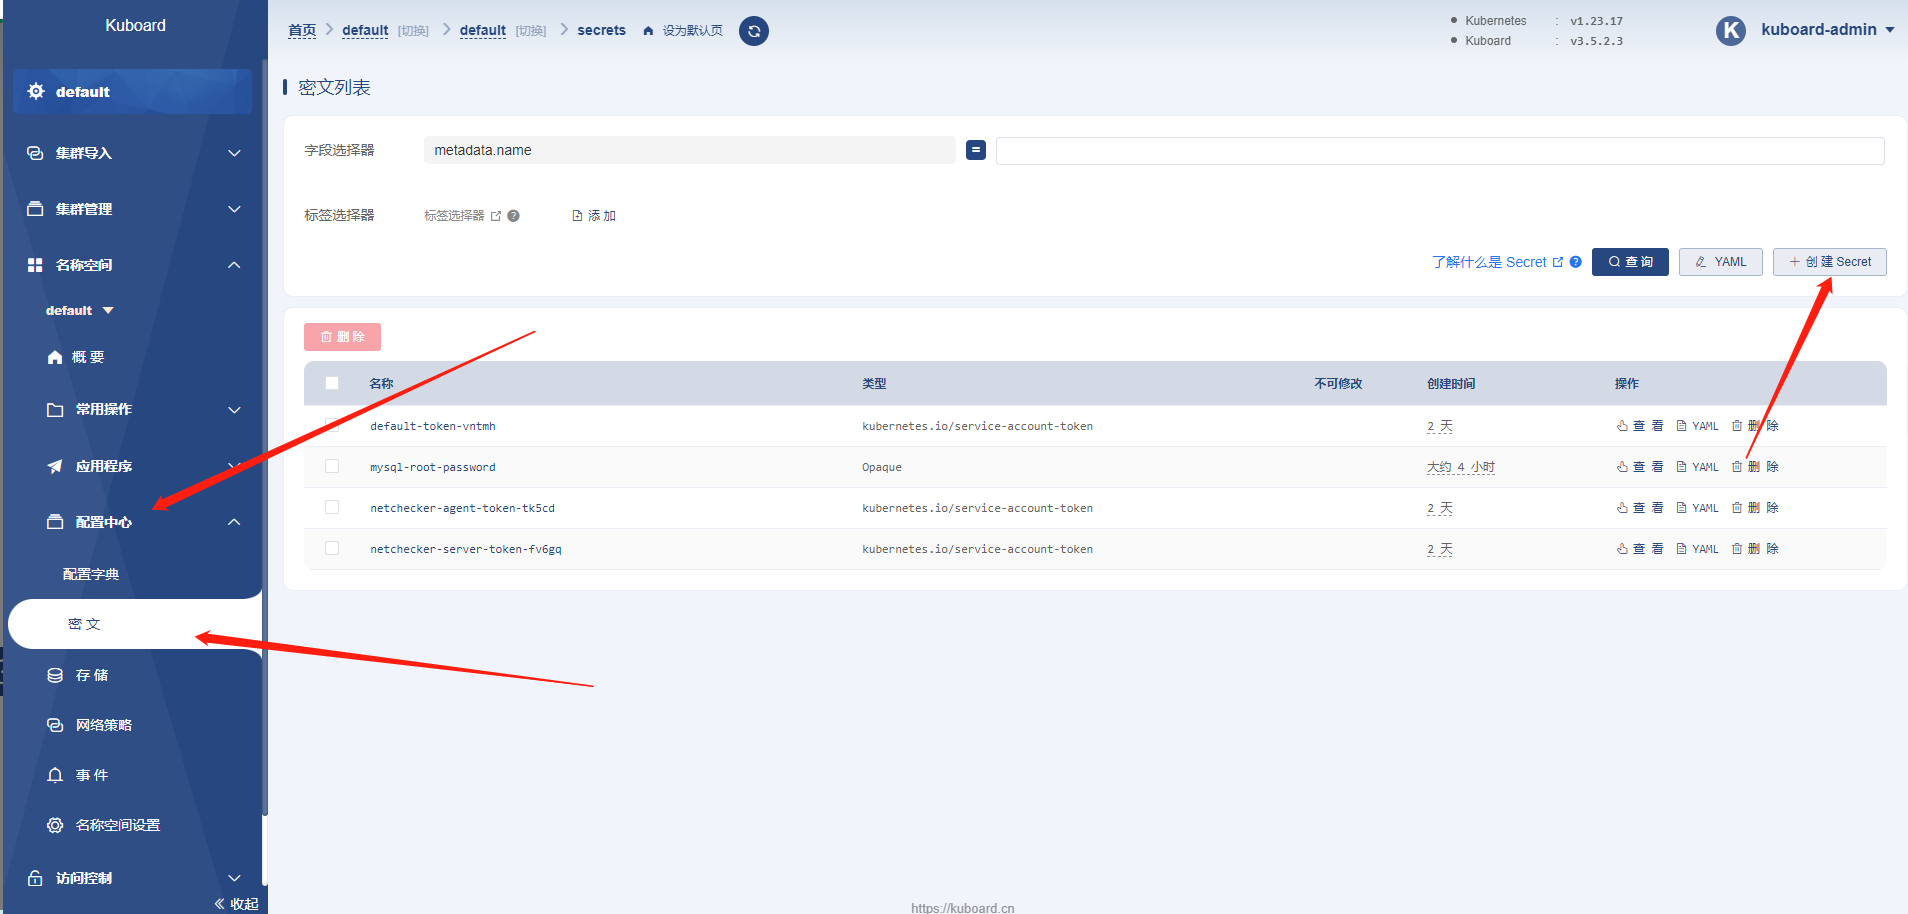 Kuboard
default
集群导入
集群管理
名称空间
default
概 要
常用操作
应用程序
配置中心
配置字典
密 文
存 储
网络策略
事 件
名称空间设置
访问控制
收起
首页 default [切换] default [切换] secrets 设为默认页
Kubernetes : v1.23.17
Kuboard : v3.5.2.3
K kuboard-admin
密文列表
字段选择器 metadata.name =
标签选择器 标签选择器 添 加
了解什么是 Secret 查 询 YAML 创 建 Secret
删 除
名称 类型 不可修改 创建时间 操作
default-token-vntmh kubernetes.io/service-account-token 2 天 查 看 YAML 删 除
mysql-root-password Opaque 大约 4 小时 查 看 YAML 删 除
netchecker-agent-token-tk5cd kubernetes.io/service-account-token 2 天 查 看 YAML 删 除
netchecker-server-token-fv6gq kubernetes.io/service-account-token 2 天 查 看 YAML 删 除
https://kuboard.cn